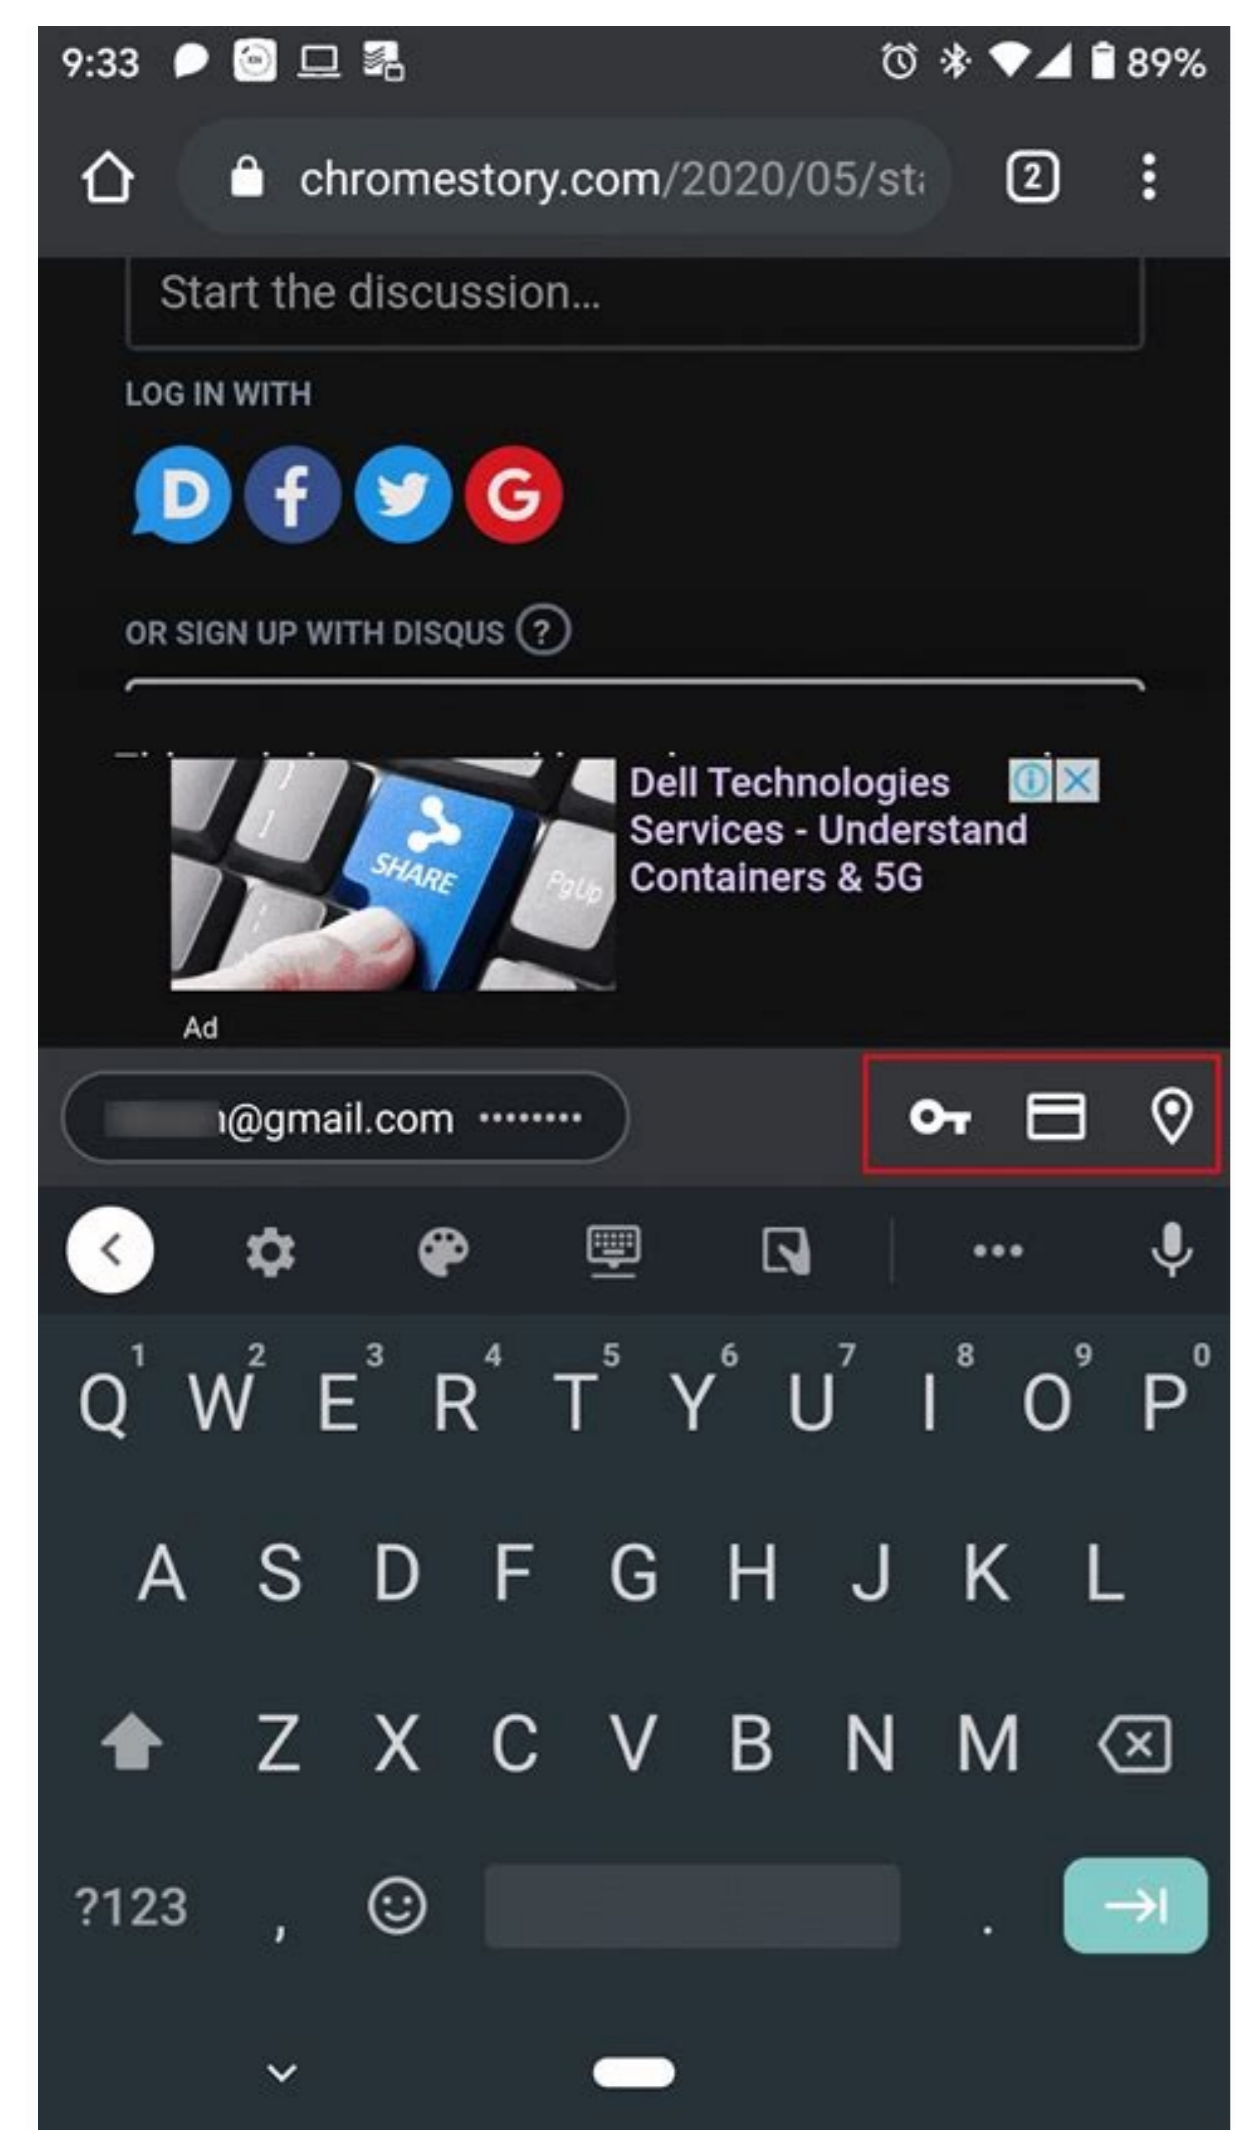 9:33 89%
chromestory.com/2020/05/sta 2
Start the discussion...
LOG IN WITH
D f G
OR SIGN UP WITH DISQUS ?
SHARE
PgUp
Dell Technologies
Services - Understand
Containers & 5G
Ad
@gmail.com ••••••••
1 2 3 4 5 6 7 8 9 0
Q W E R T Y U I O P
A S D F G H J K L
Z X C V B N M
?123 , .